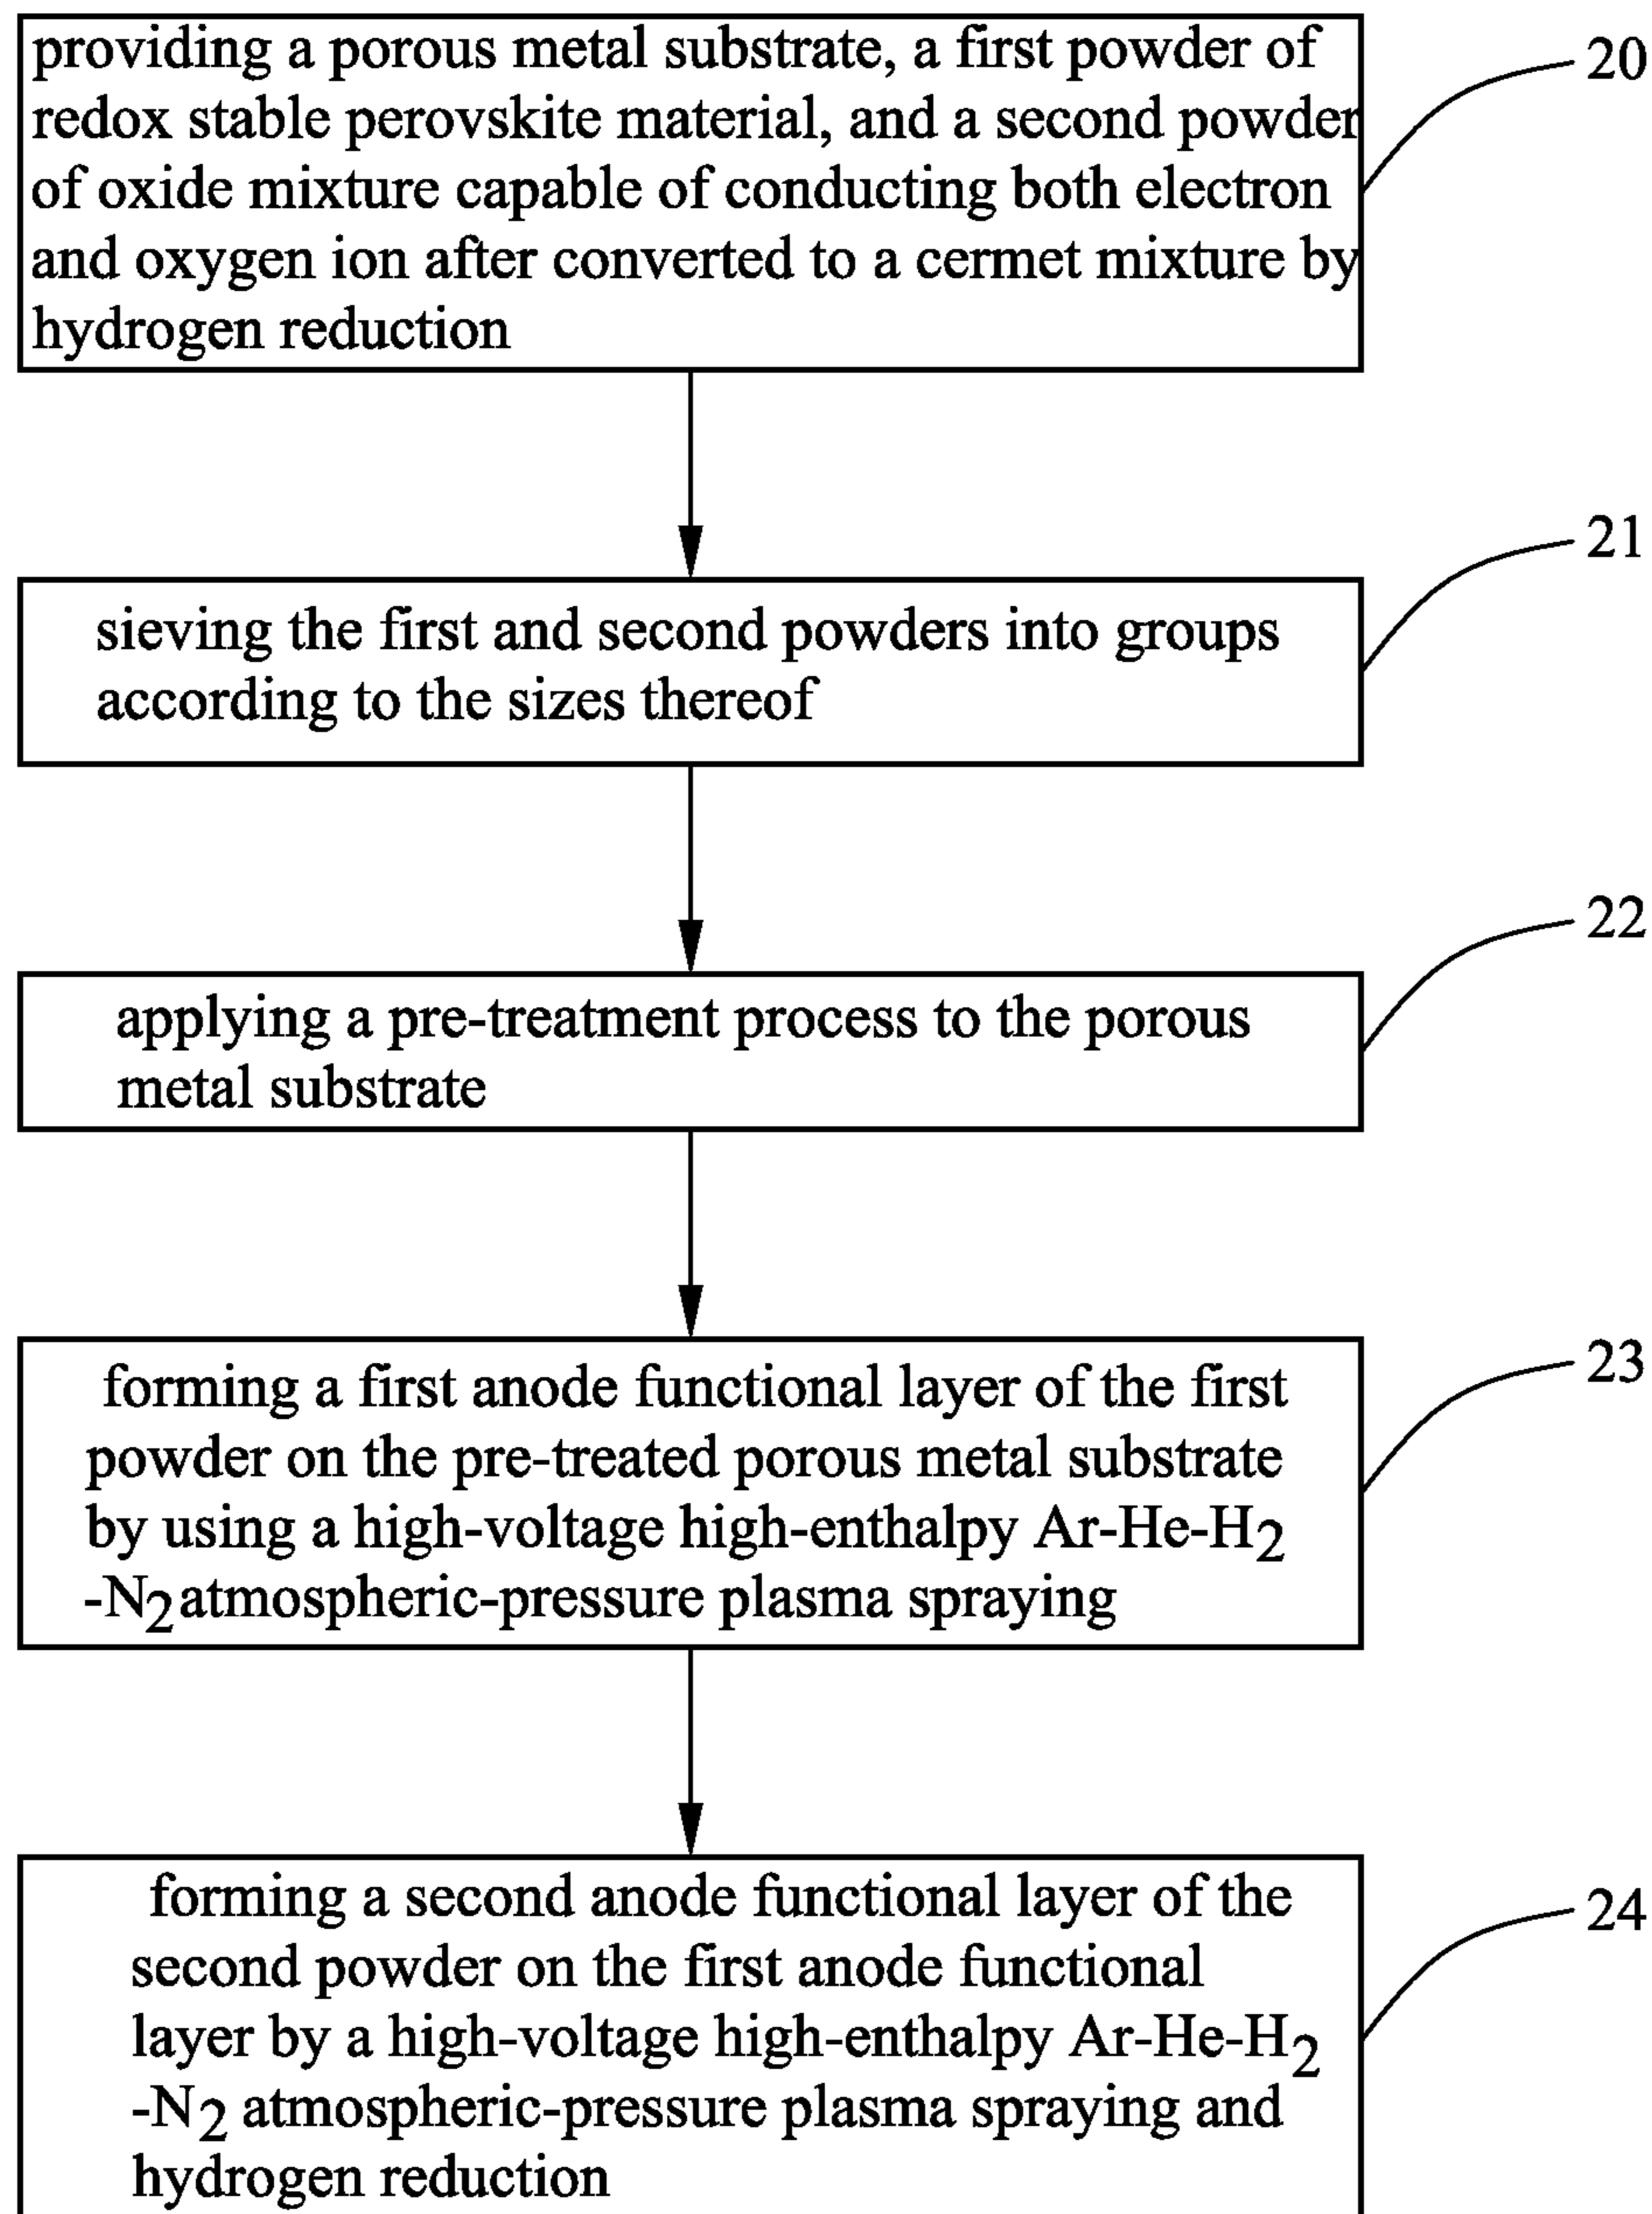 providing a porous metal substrate, a first powder of
20
redox stable perovskite material, and a second powder
of oxide mixture capable of conducting both electron
and oxygen ion after converted to a cermet mixture by
hydrogen reduction
21
sieving the first and second powders into groups
according to the sizes thereof
22
applying a pre-treatment process to the porous
metal substrate
23
forming a first anode functional layer of the first
powder on the pre-treated porous metal substrate
by using a high-voltage high-enthalpy Ar-He-H2
-N2 atmospheric-pressure plasma spraying
24
forming a second anode functional layer of the
second powder on the first anode functional
layer by a high-voltage high-enthalpy Ar-He-H2
-N2 atmospheric-pressure plasma spraying and
hydrogen reduction